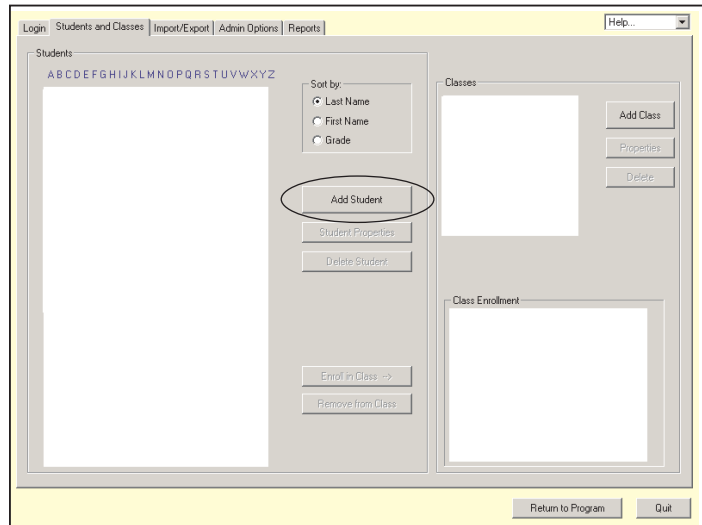 Help...
Login Students and Classes Import/Export Admin Options Reports
Students
A B C D E F G H I J K L M N O P Q R S T U V W X Y Z
Sort by:
Last Name
First Name
Grade
Add Student
Student Properties
Delete Student
Enroll in Class -->
Remove from Class
Classes
Add Class
Properties
Delete
Class Enrollment
Return to Program
Quit